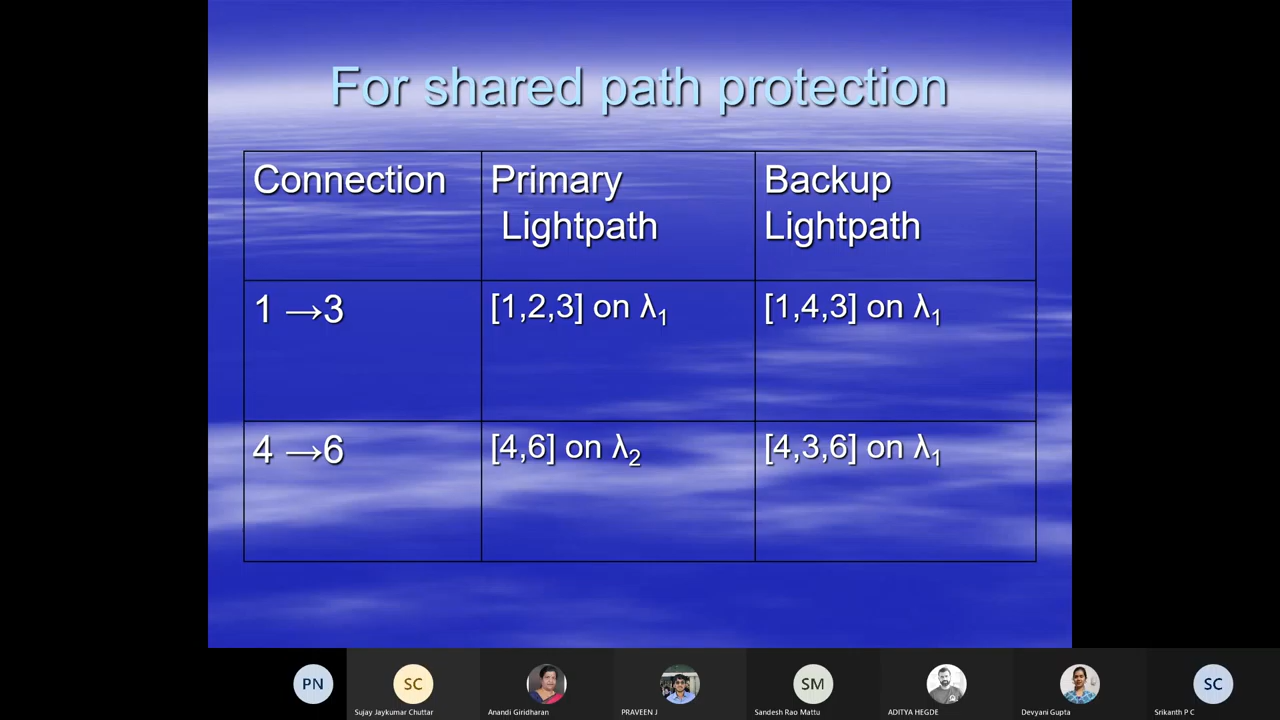 For shared path protection
Connection
Primary
Lightpath
Backup
Lightpath
1 →3
[1,2,3] on λ₁
[1,4,3] on λ₁
4 →6
[4,6] on λ₂
[4,3,6] on λ₁
PN
SC
SM
SC
Sujay Jaykumar Chuttar
Anandi Giridharan
PRAVEEN J
Sandesh Rao Mattu
ADITYA HEGDE
Devyani Gupta
Srikanth P C